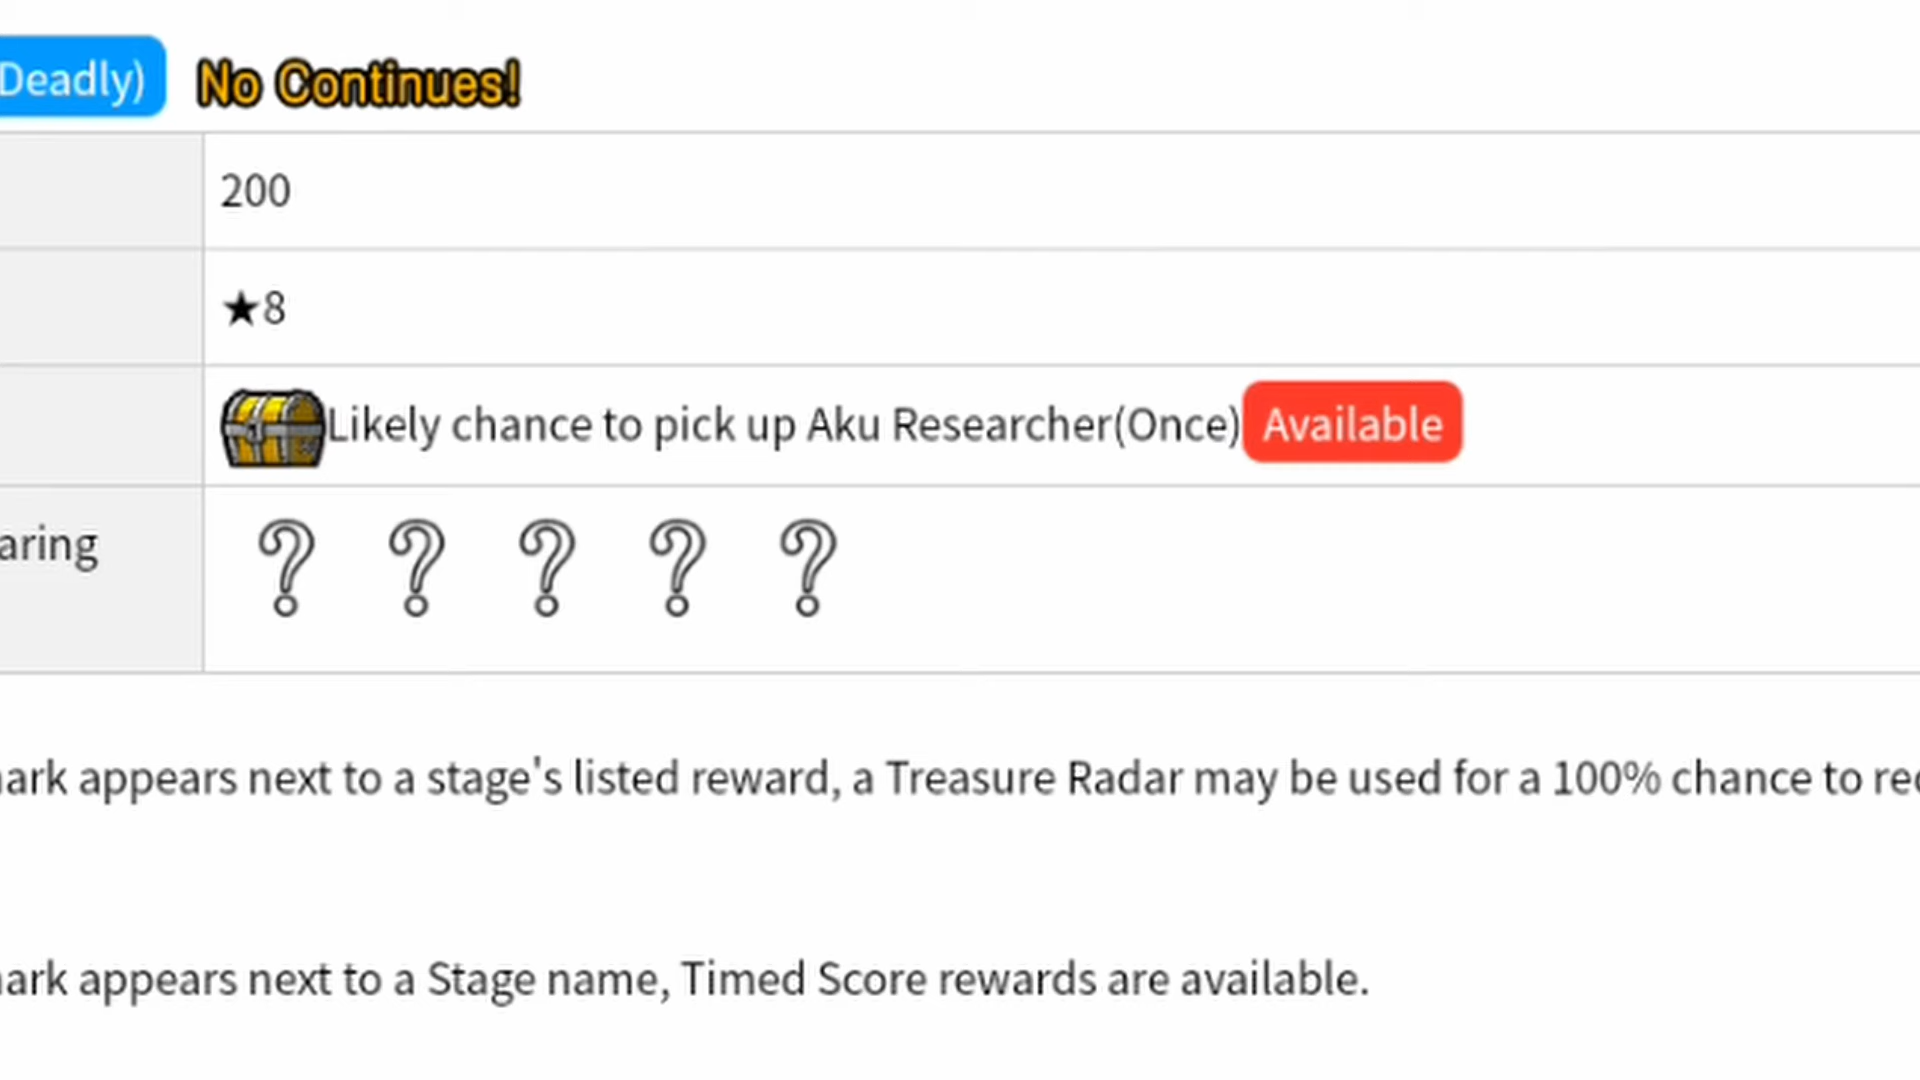 Deadly) No Continues!
200
★8
Likely chance to pick up Aku Researcher(Once) Available
aring ? ? ? ? ?
ark appears next to a stage's listed reward, a Treasure Radar may be used for a 100% chance to rec
ark appears next to a Stage name, Timed Score rewards are available.